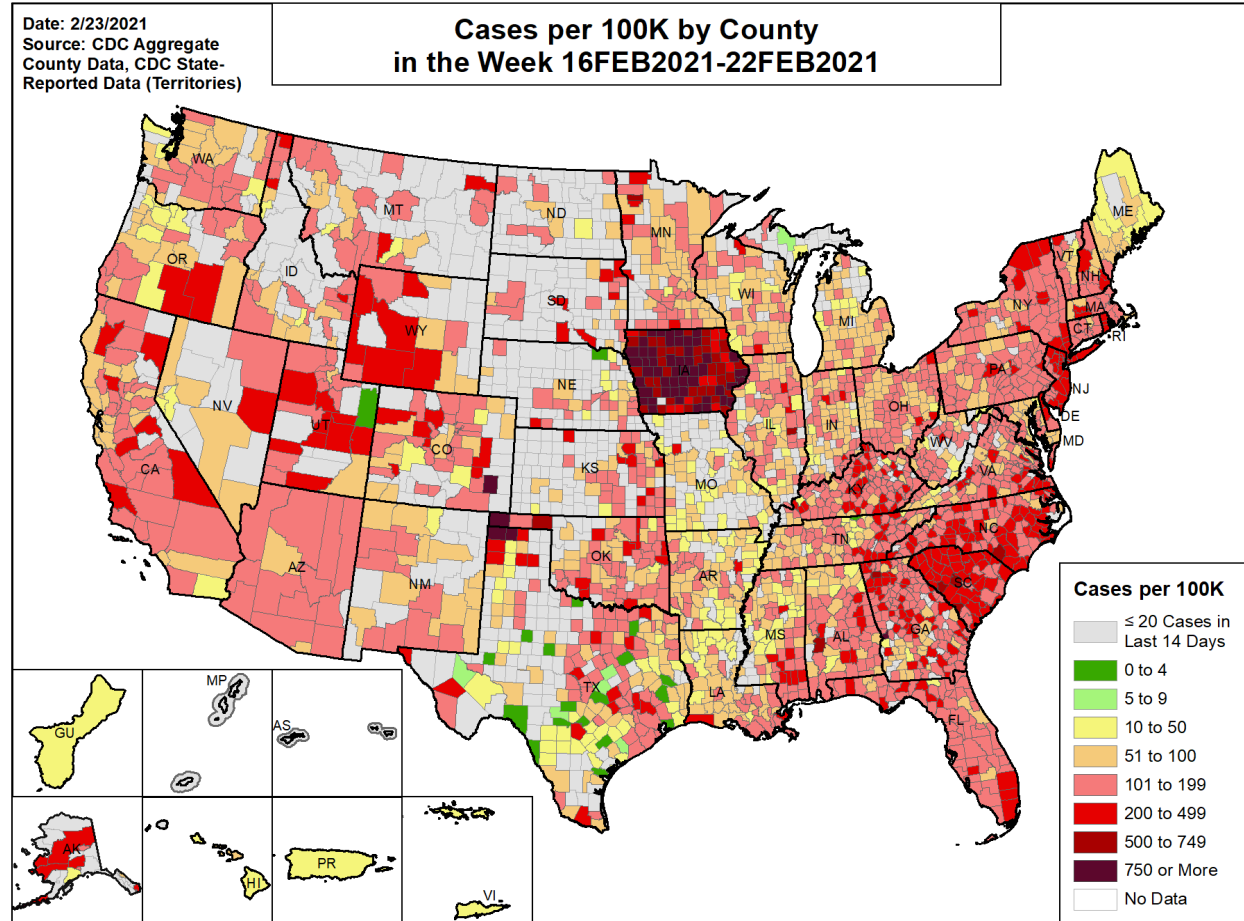 Date: 2/23/2021
Source: CDC Aggregate
County Data, CDC State-
Reported Data (Territories)
Cases per 100K by County
in the Week 16FEB2021-22FEB2021
WA
MT
ND
MN
ME
OR
ID
SD
WI
MI
VT
NH
NY
MA
CT
RI
WY
IA
PA
NJ
NE
OH
NV
UT
IL
IN
DE
CO
WV
MD
CA
KS
MO
KY
VA
AZ
NM
OK
AR
TN
NC
SC
MS
AL
GA
TX
LA
FL
GU
MP
AS
AK
HI
PR
VI
Cases per 100K
≤ 20 Cases in
Last 14 Days
0 to 4
5 to 9
10 to 50
51 to 100
101 to 199
200 to 499
500 to 749
750 or More
No Data